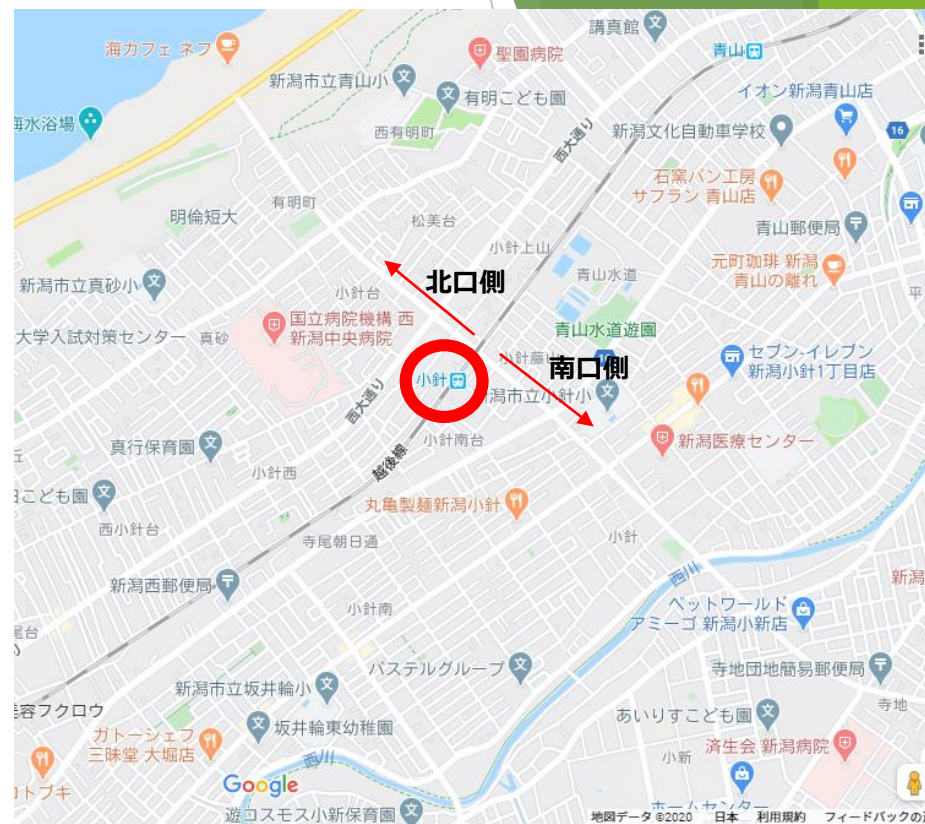 講真館
海カフェ ネフ
聖園病院
青山
新潟市立青山小
有明こども園
イオン新潟青山店
海水浴場
西有明町
西大通り
新潟文化自動車学校
16
石窯パン工房
サフラン 青山店
有明町
明倫短大
松美台
青山郵便局
小針上山
元町珈琲 新潟
青山の離れ
新潟市立真砂小
北口側
青山水道
平
小針台
国立病院機構 西
新潟中央病院
大学入試対策センター
真砂
青山水道遊園
小針藤山
セブン-イレブン
新潟小針1丁目店
南口側
小針
新潟市立小針小
西大通り
小針南台
新潟医療センター
真行保育園
越後線
小針西
こども園
丸亀製麺新潟小針
西小針台
寺尾朝日通
小針
新潟西郵便局
西川
新潟
小針南
ペットワールド
アミーゴ 新潟小新店
尾台
パステルグループ
寺地団地簡易郵便局
新潟市立坂井輪小
寺地
美容フクロウ
坂井輪東幼稚園
あいりすこども園
ガトーシェフ
三昧堂 大堀店
済生会 新潟病院
小新
西川
コトブキ
Google
遊コスモス小新保育園
ホームセンター
地図データ ©2020 日本 利用規約 フィードバックの